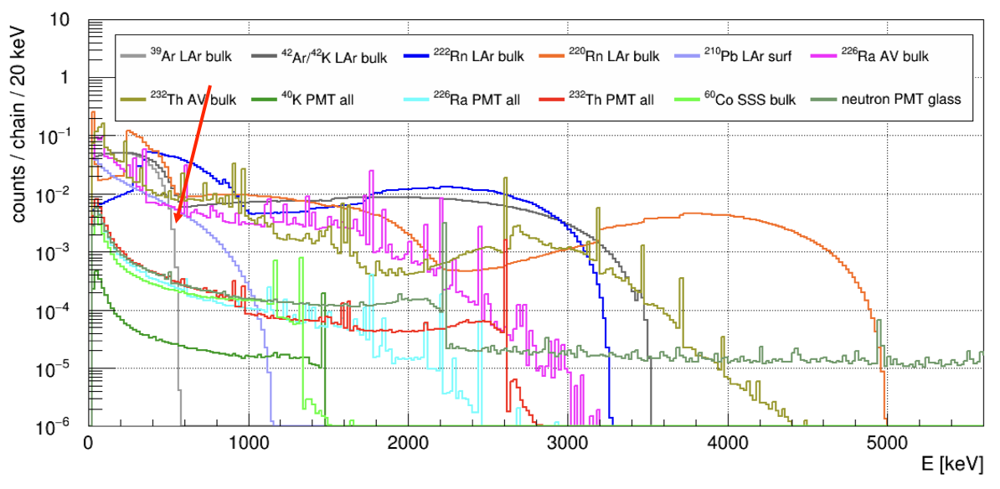 counts / chain / 20 keV
10
1
10⁻¹
10⁻²
10⁻³
10⁻⁴
10⁻⁵
10⁻⁶
³⁹Ar LAr bulk ⁴²Ar/⁴²K LAr bulk ²²²Rn LAr bulk ²²⁰Rn LAr bulk ²¹⁰Pb LAr surf ²²⁶Ra AV bulk
²³²Th AV bulk ⁴⁰K PMT all ²²⁶Ra PMT all ²³²Th PMT all ⁶⁰Co SSS bulk neutron PMT glass
0 1000 2000 3000 4000 5000
E [keV]